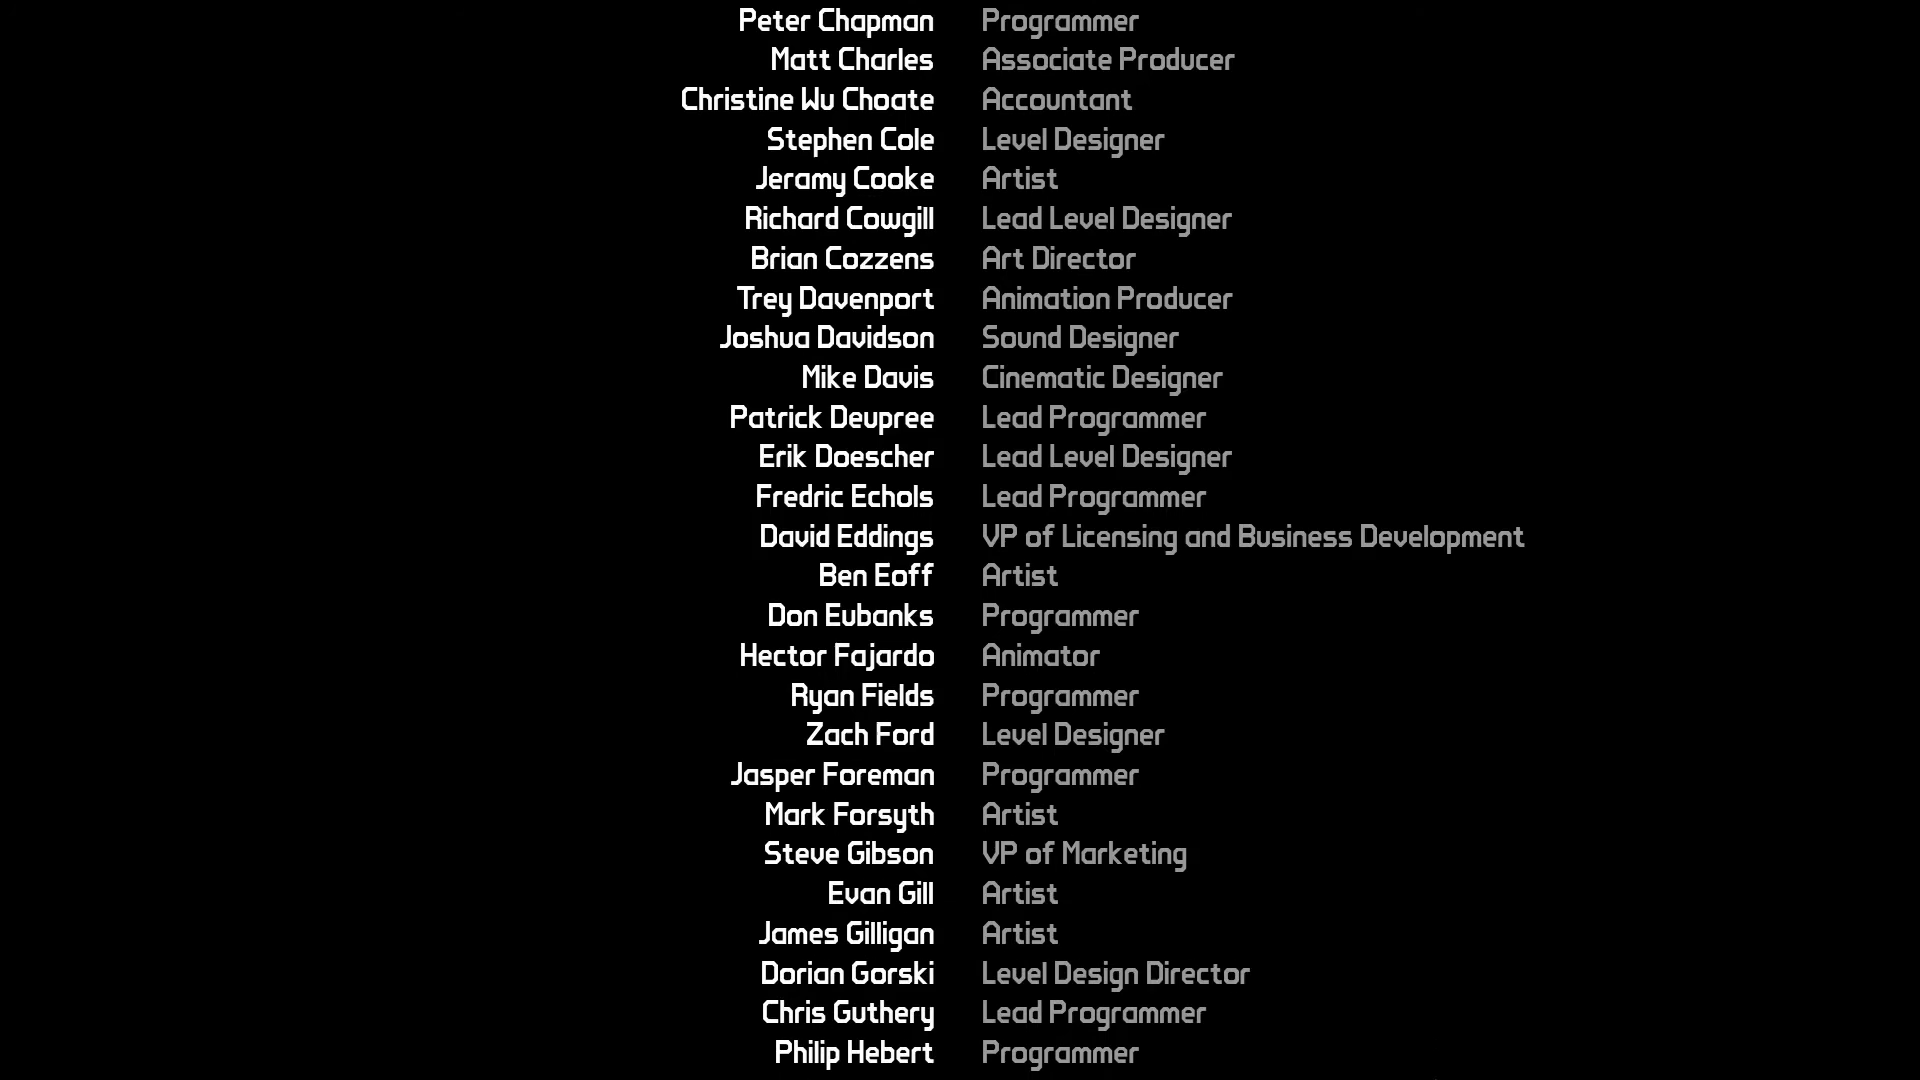 Peter Chapman Programmer
Matt Charles Associate Producer
Christine Wu Choate Accountant
Stephen Cole Level Designer
Jeramy Cooke Artist
Richard Cowgill Lead Level Designer
Brian Cozzens Art Director
Trey Davenport Animation Producer
Joshua Davidson Sound Designer
Mike Davis Cinematic Designer
Patrick Deupree Lead Programmer
Erik Doescher Lead Level Designer
Fredric Echols Lead Programmer
David Eddings VP of Licensing and Business Development
Ben Eoff Artist
Don Eubanks Programmer
Hector Fajardo Animator
Ryan Fields Programmer
Zach Ford Level Designer
Jasper Foreman Programmer
Mark Forsyth Artist
Steve Gibson VP of Marketing
Evan Gill Artist
James Gilligan Artist
Dorian Gorski Level Design Director
Chris Guthery Lead Programmer
Philip Hebert Programmer